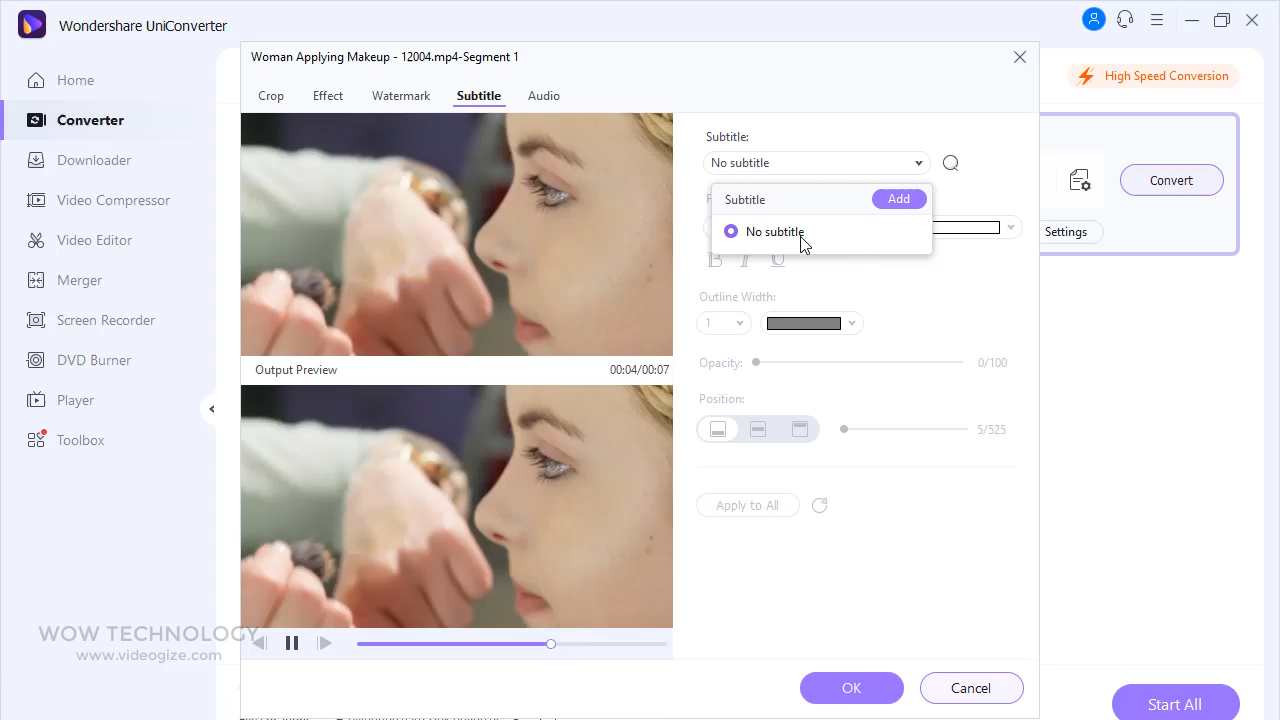 Wondershare UniConverter
Home
Converter
Downloader
Video Compressor
Video Editor
Merger
Screen Recorder
DVD Burner
Player
Toolbox
High Speed Conversion
Convert
Settings
Start All
Woman Applying Makeup - 12004.mp4-Segment 1
Crop
Effect
Watermark
Subtitle
Audio
Output Preview
00:04/00:07
Subtitle:
No subtitle
Subtitle
Add
No subtitle
B I U
Outline Width:
1
Opacity:
0/100
Position:
5/525
Apply to All
OK
Cancel
WOW TECHNOLOGY
www.videogize.com